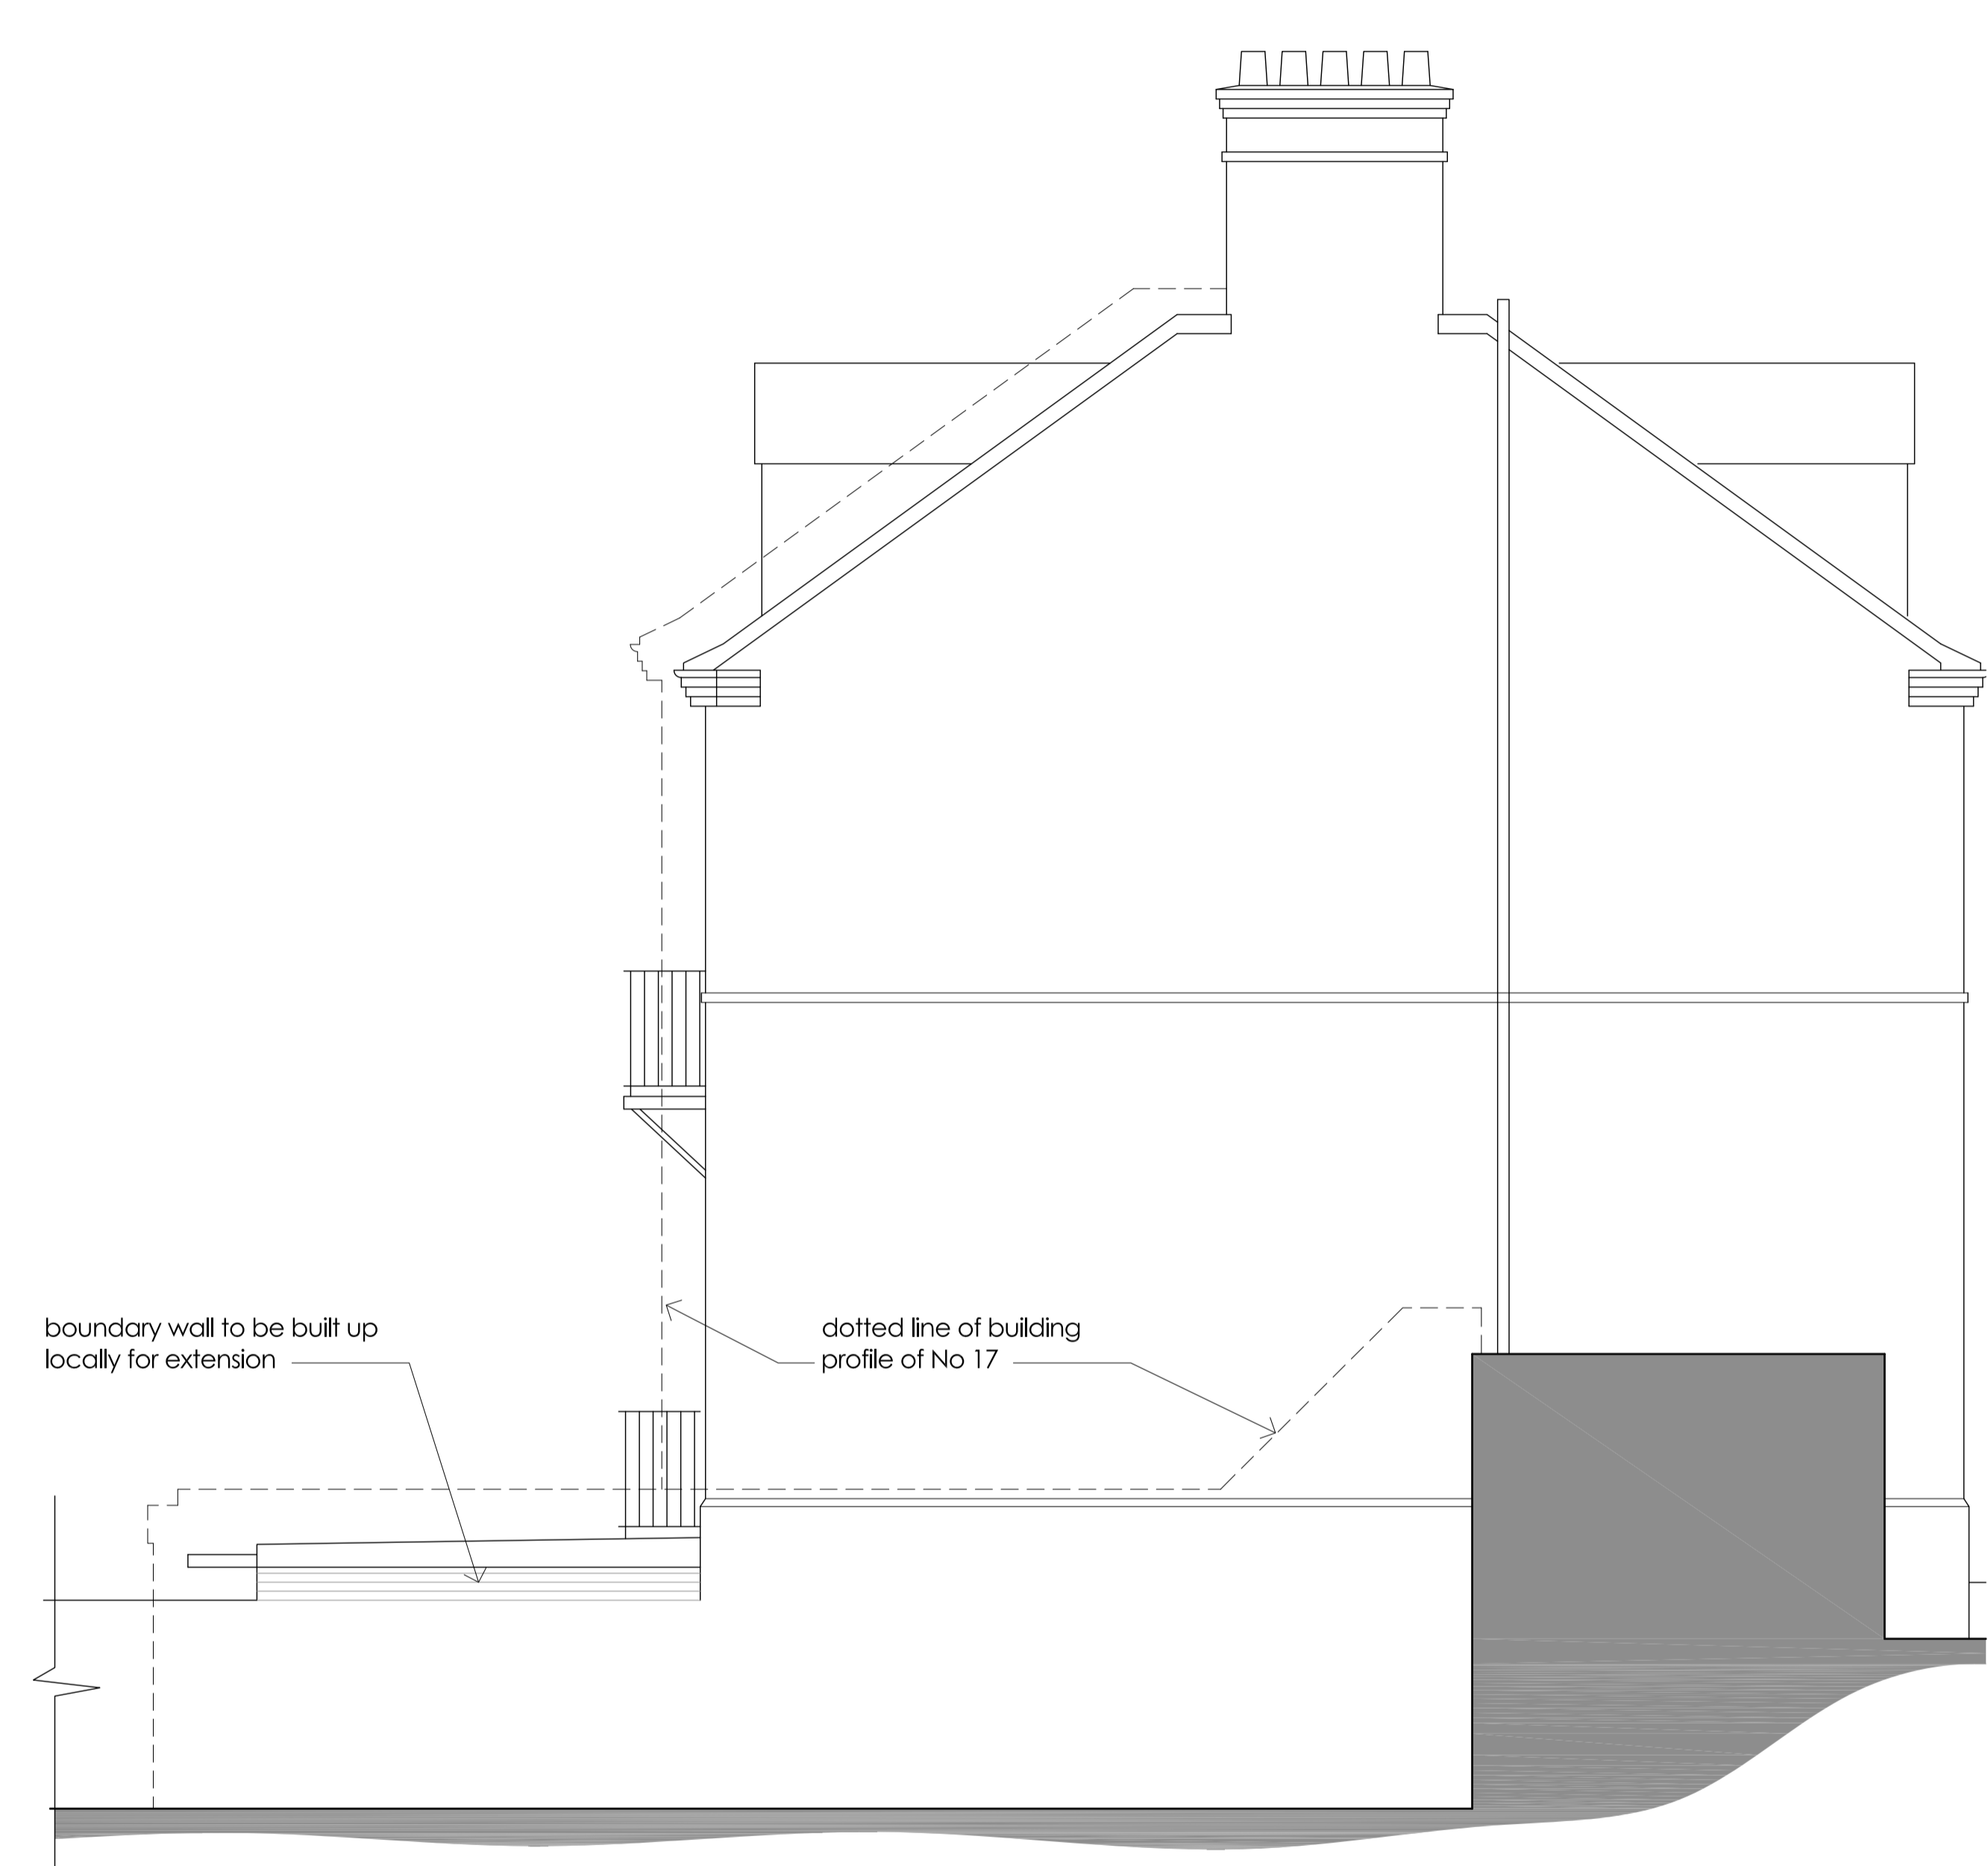 boundary wall to be built up
locally for extension
dotted line of building
profile of No 17